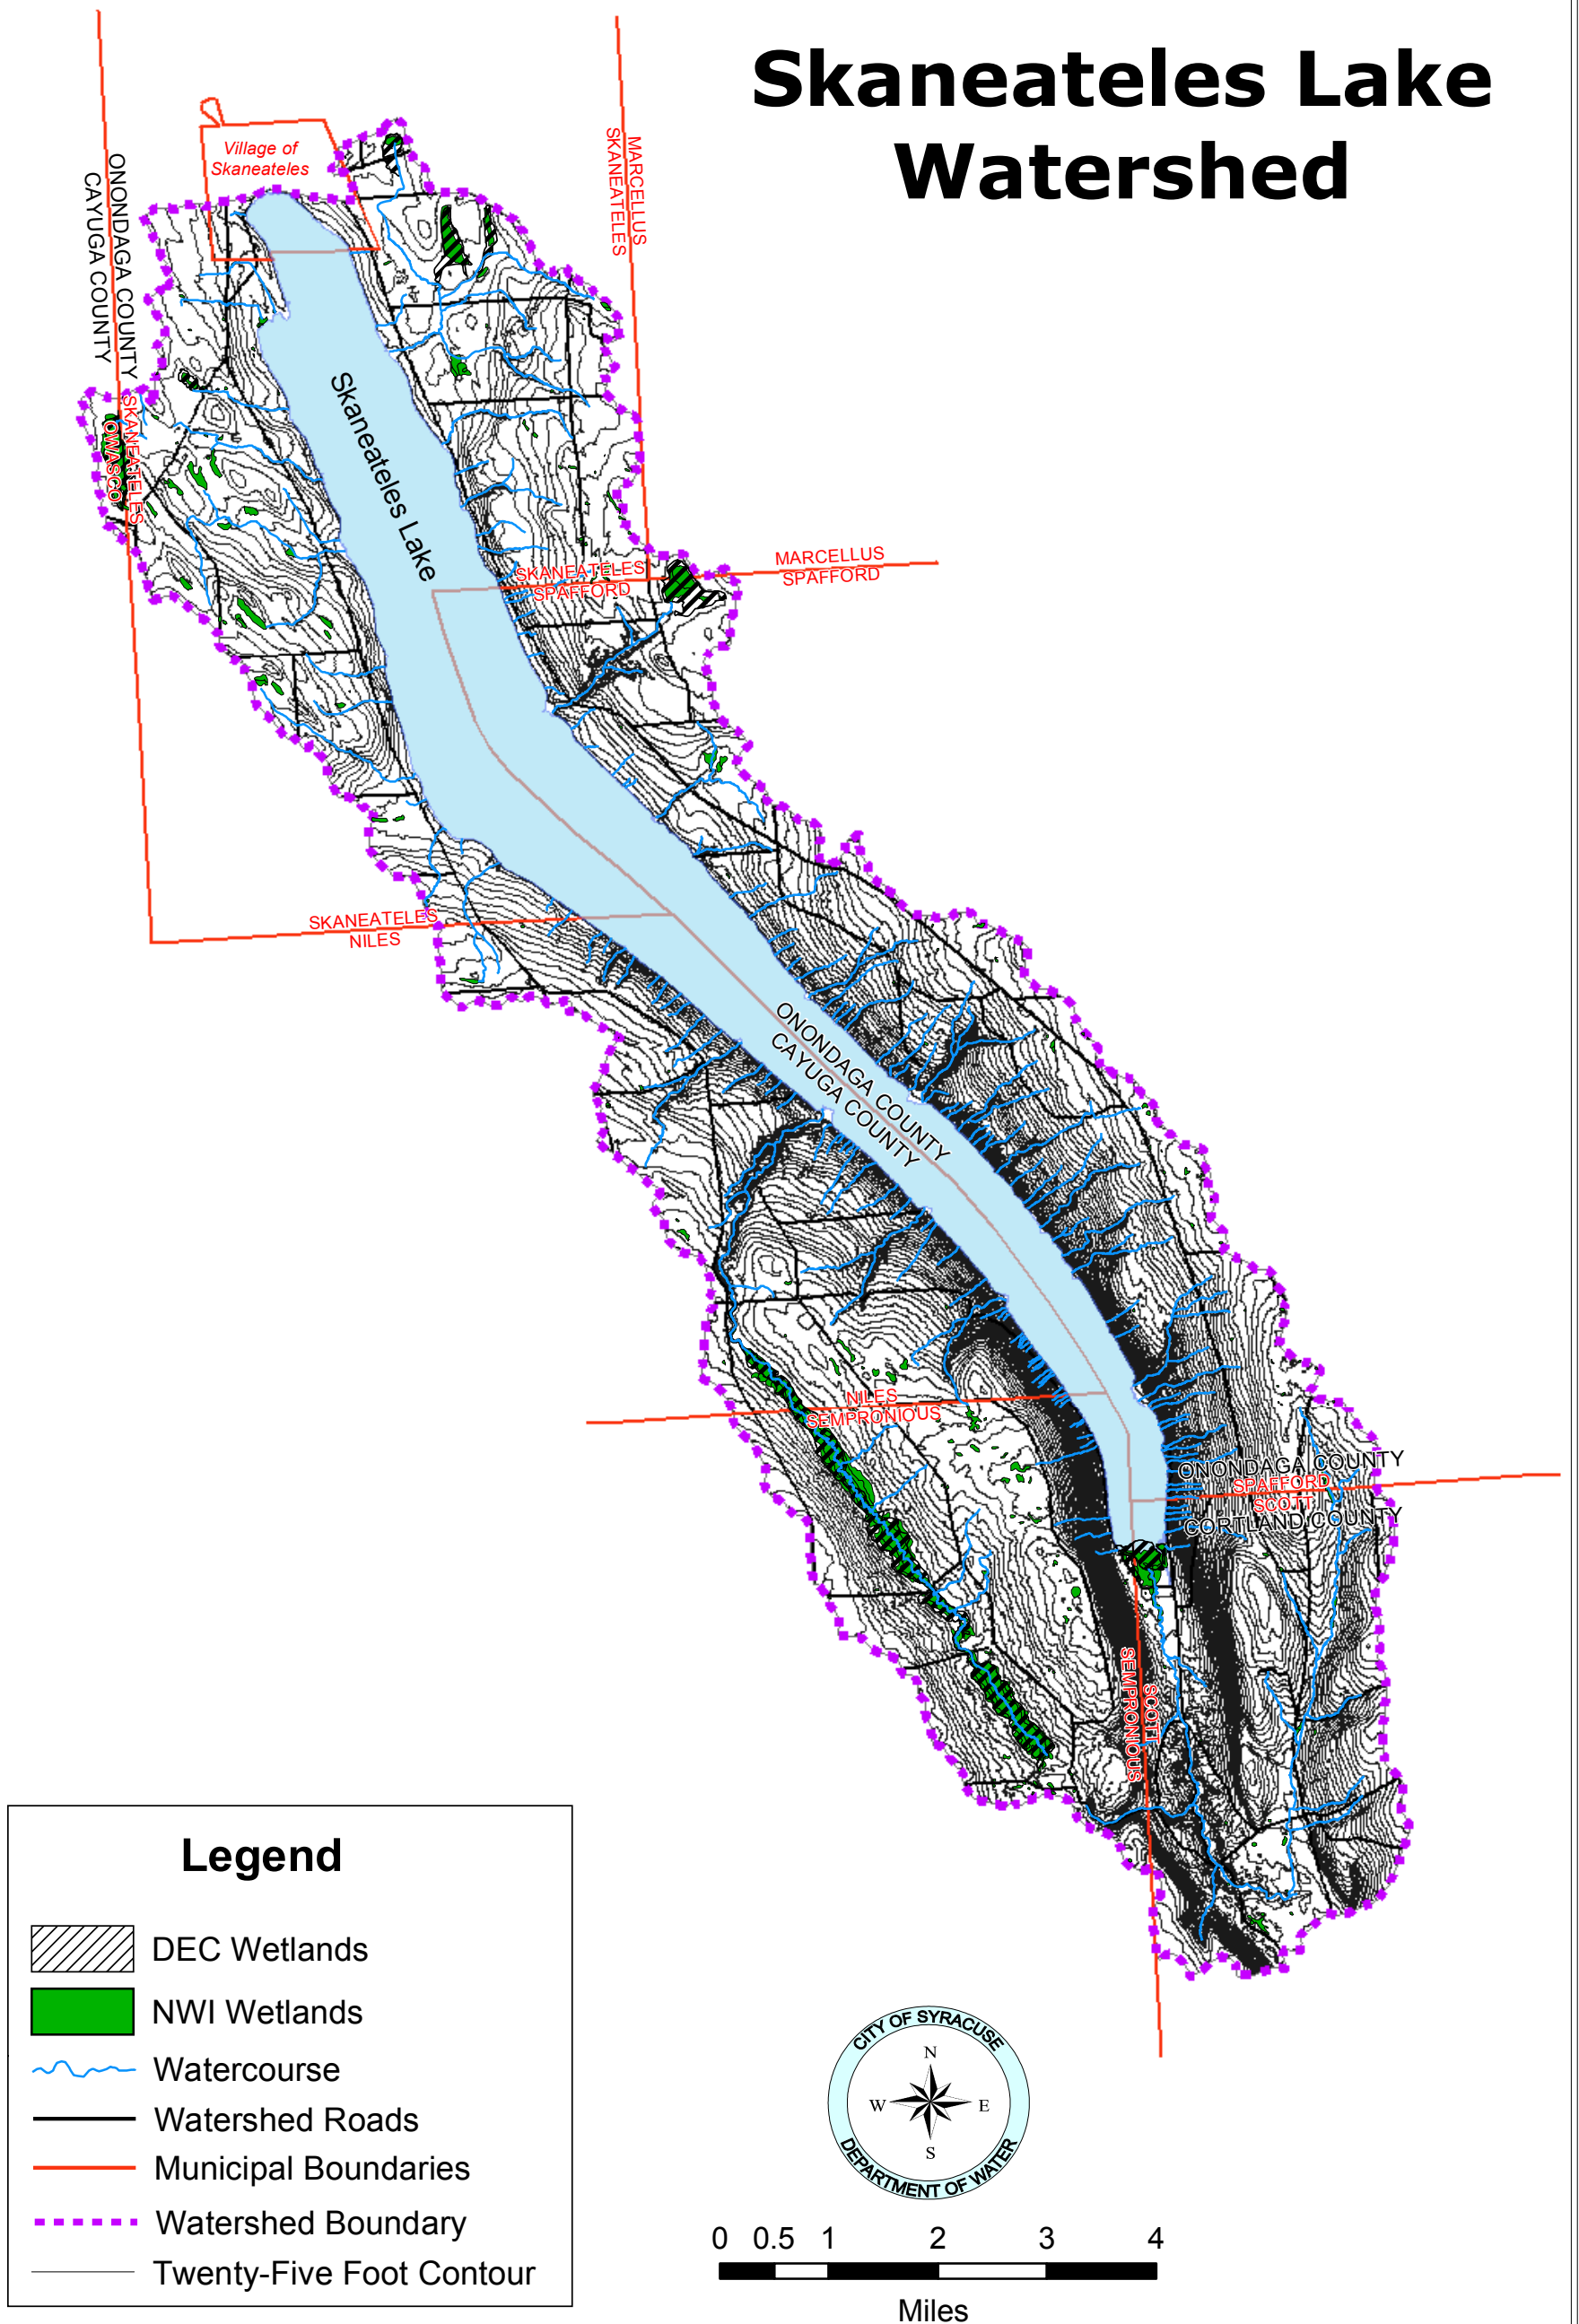 Skaneateles Lake
Watershed
Village of
Skaneateles
MARCELLUS
SKANEATELES
ONONDAGA COUNTY
CAYUGA COUNTY
SKANEATELES
OWASCO
Skaneateles Lake
SKANEATELES
SPAFFORD
MARCELLUS
SPAFFORD
SKANEATELES
NILES
ONONDAGA COUNTY
CAYUGA COUNTY
NILES
SEMPRONIOUS
ONONDAGA COUNTY
SPAFFORD
SCOTT
CORTLAND COUNTY
SCOTT
SEMPRONIOUS
Legend
DEC Wetlands
NWI Wetlands
Watercourse
Watershed Roads
Municipal Boundaries
Watershed Boundary
Twenty-Five Foot Contour
CITY OF SYRACUSE
N
W E
S
DEPARTMENT OF WATER
0 0.5 1 2 3 4
Miles